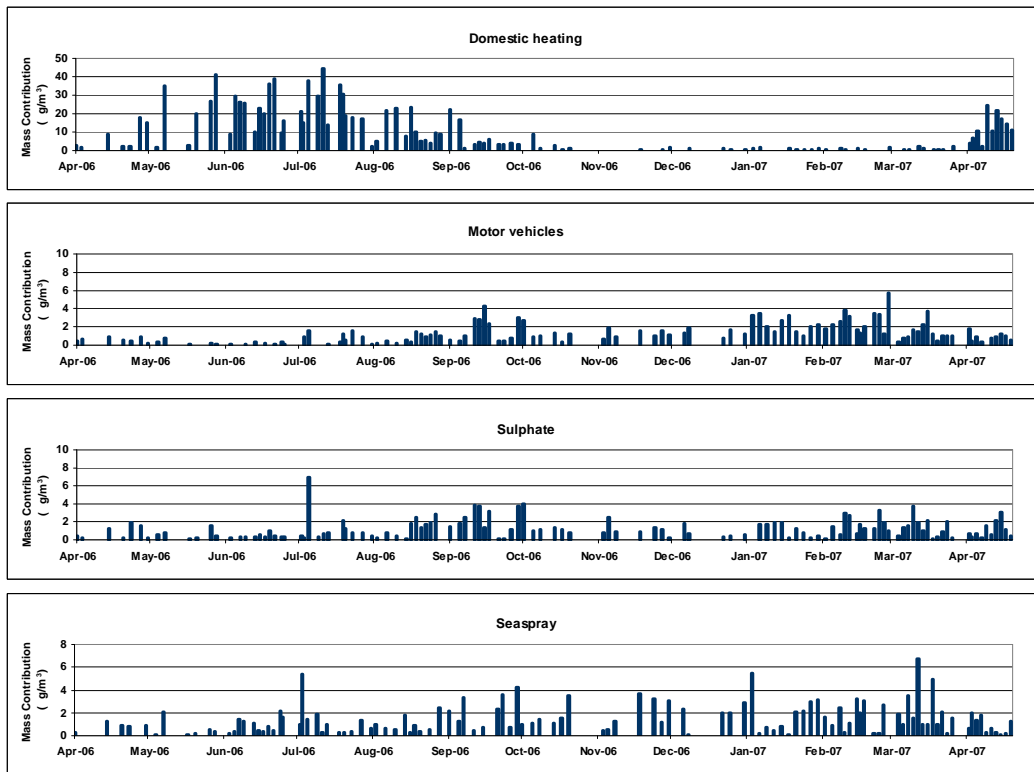 Domestic heating
Mass Contribution
( g/m³)
50
40
30
20
10
0
Apr-06 May-06 Jun-06 Jul-06 Aug-06 Sep-06 Oct-06 Nov-06 Dec-06 Jan-07 Feb-07 Mar-07 Apr-07
Motor vehicles
Mass Contribution
( g/m³)
10
8
6
4
2
0
Apr-06 May-06 Jun-06 Jul-06 Aug-06 Sep-06 Oct-06 Nov-06 Dec-06 Jan-07 Feb-07 Mar-07 Apr-07
Sulphate
Mass Contribution
( g/m³)
10
8
6
4
2
0
Apr-06 May-06 Jun-06 Jul-06 Aug-06 Sep-06 Oct-06 Nov-06 Dec-06 Jan-07 Feb-07 Mar-07 Apr-07
Seaspray
Mass Contribution
( g/m³)
8
6
4
2
0
Apr-06 May-06 Jun-06 Jul-06 Aug-06 Sep-06 Oct-06 Nov-06 Dec-06 Jan-07 Feb-07 Mar-07 Apr-07